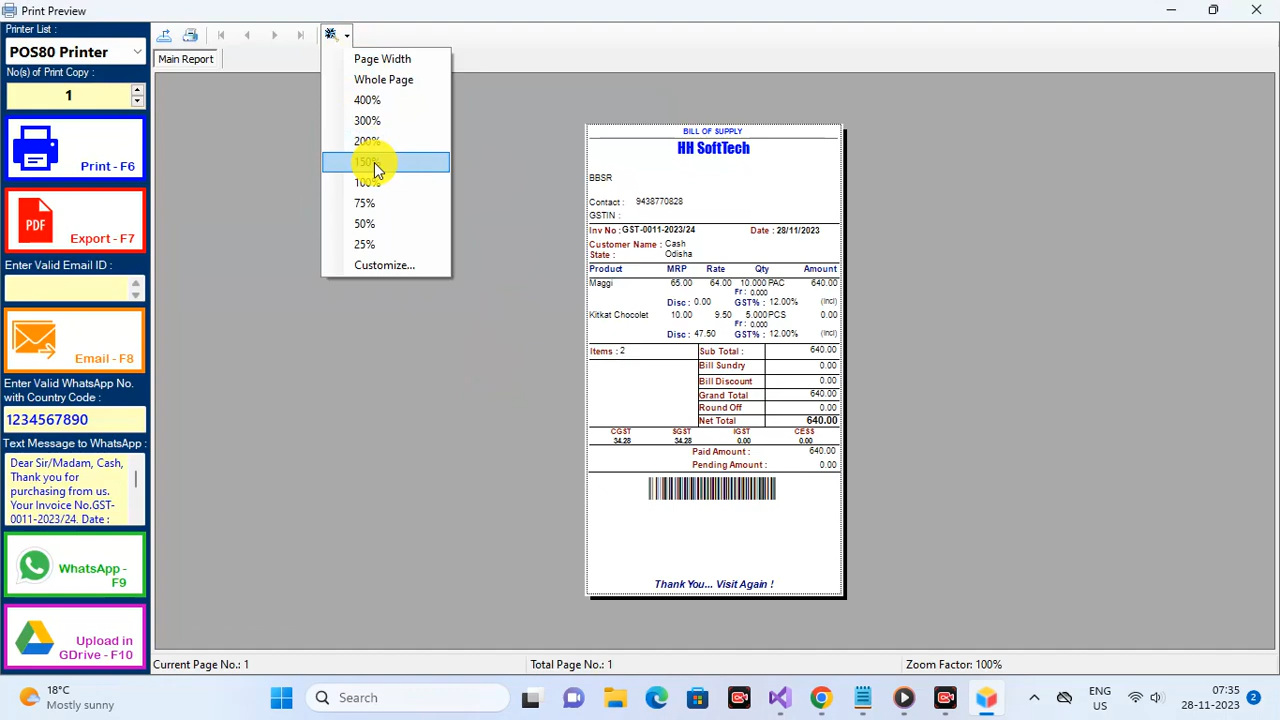 Print Preview
Printer List :
POS80 Printer
No(s) of Print Copy :
1
Print - F6
PDF
Export - F7
Enter Valid Email ID :
Email - F8
Enter Valid WhatsApp No.
with Country Code :
1234567890
Text Message to WhatsApp :
Dear Sir/Madam, Cash,
Thank you for
purchasing from us.
Your Invoice No.GST-
0011-2023/24. Date :
WhatsApp -
F9
Upload in
GDrive - F10
Main Report
Page Width
Whole Page
400%
300%
200%
150%
100%
75%
50%
25%
Customize...
BILL OF SUPPLY
HH SoftTech
BBSR
Contact : 9438770828
GSTIN :
Inv No : GST-0011-2023/24 Date : 28/11/2023
Customer Name : Cash
State : Odisha
Product MRP Rate Qty Amount
Maggi 65.00 64.00 10.000 PAC 640.00
Fr : 0.000
Disc : 0.00 GST% : 12.00% (Incl)
Kitkat Chocolet 10.00 9.50 5.000 PCS 0.00
Fr : 0.000
Disc : 47.50 GST% : 12.00% (Incl)
Items : 2 Sub Total : 640.00
Bill Sundry 0.00
Bill Discount 0.00
Grand Total 640.00
Round Off 0.00
Net Total 640.00
CGST SGST IGST CESS
34.28 34.28 0.00 0.00
Paid Amount : 640.00
Pending Amount : 0.00
Thank You... Visit Again !
Current Page No.: 1 Total Page No.: 1 Zoom Factor: 100%
18°C
Mostly sunny
Search
ENG
US
07:35
28-11-2023
2